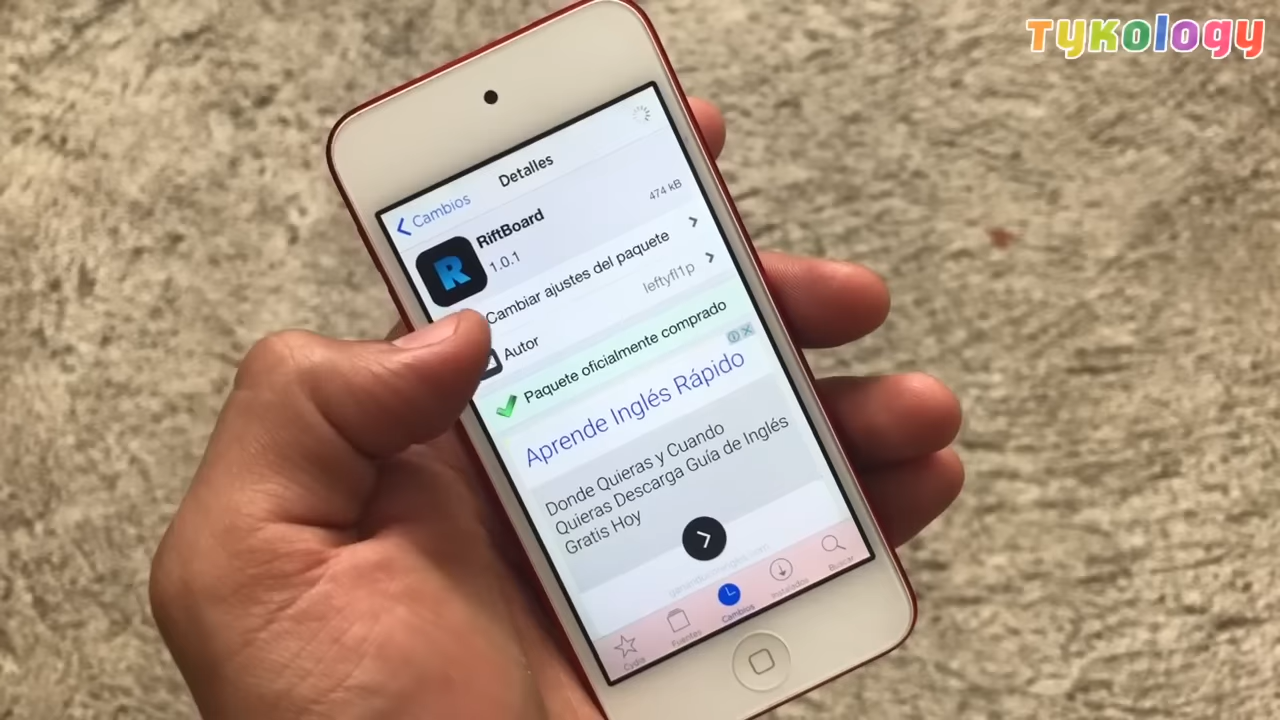 Tykology
Detalles
Cambios
R
RiftBoard
474 kB
1.0.1
Cambiar ajustes del paquete
Autor
leftyfl1p
Paquete oficialmente comprado
Aprende Inglés Rápido
Donde Quieras y Cuando
Quieras Descarga Guía de Inglés
Gratis Hoy
Cydia
Fuentes
Cambios
Instalados
Buscar